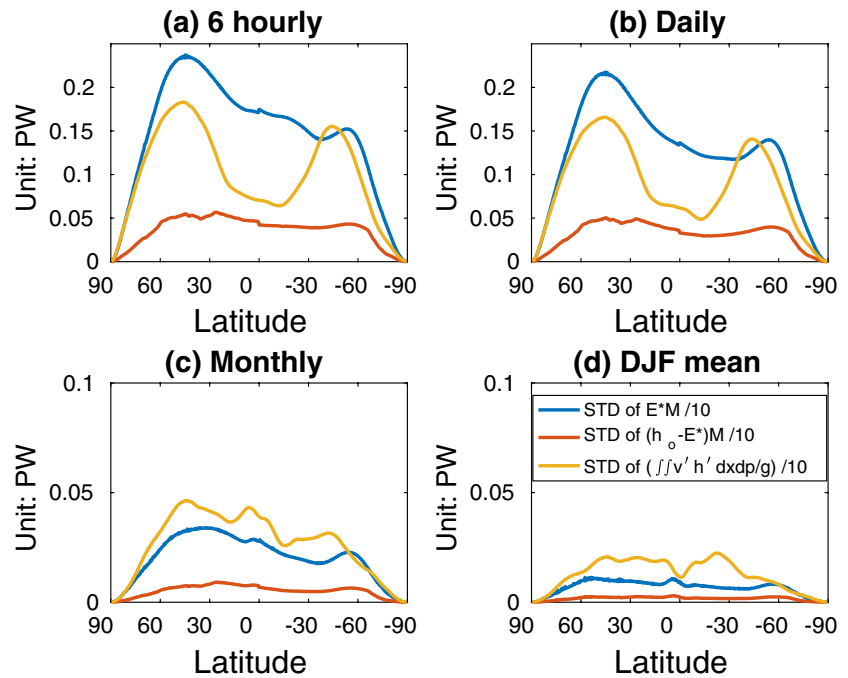 (a) 6 hourly
Unit: PW
0.2
0.15
0.1
0.05
0
90 60 30 0 -30 -60 -90
Latitude
(b) Daily
Unit: PW
0.2
0.15
0.1
0.05
0
90 60 30 0 -30 -60 -90
Latitude
(c) Monthly
Unit: PW
0.1
0.05
0
90 60 30 0 -30 -60 -90
Latitude
(d) DJF mean
Unit: PW
0.1
0.05
0
STD of E*M /10
STD of (h o -E*)M /10
STD of (∫∫v′ h′ dxdp/g) /10
90 60 30 0 -30 -60 -90
Latitude